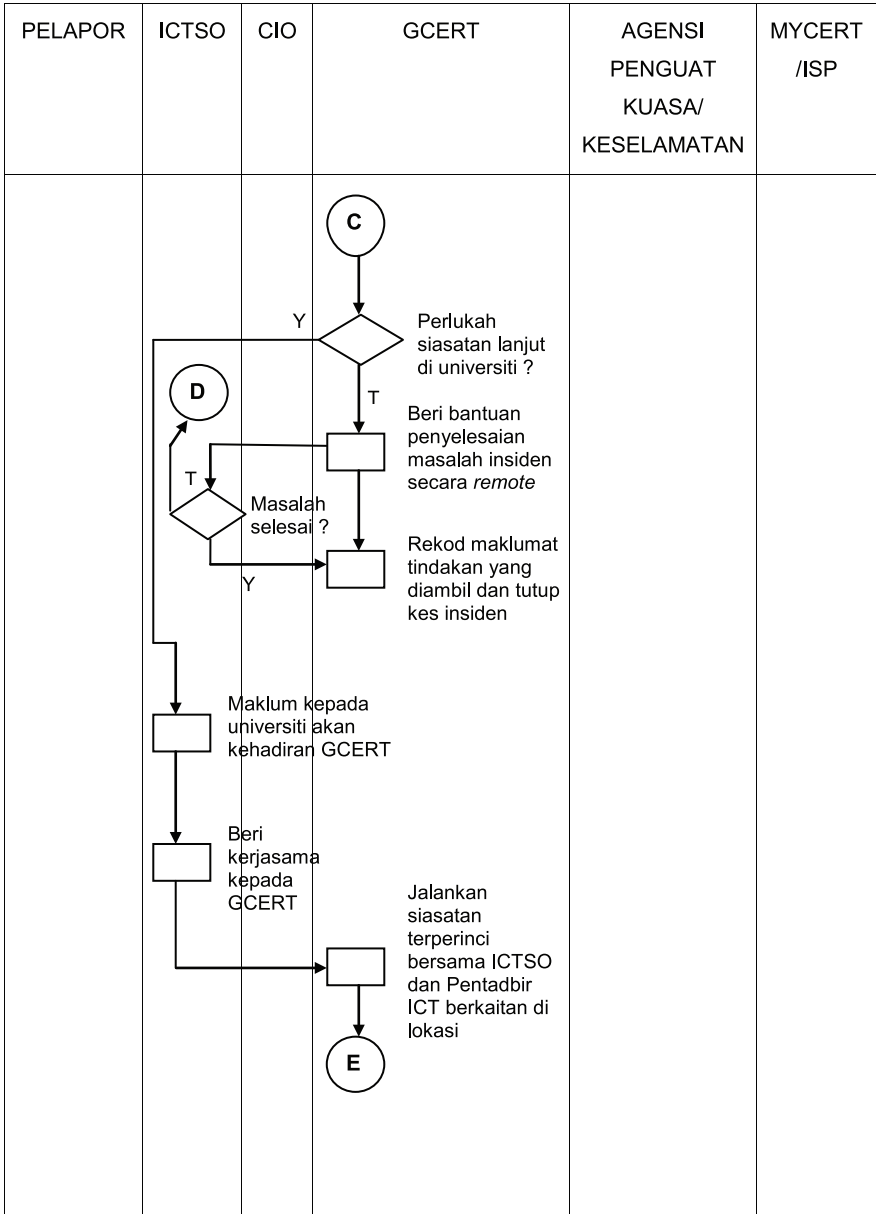 PELAPOR
ICTSO
CIO
GCERT
AGENSI
PENGUAT
KUASA/
KESELAMATAN
MYCERT
/ISP
C
Y
Perlukah
siasatan lanjut
di universiti ?
D
T
Beri bantuan
penyelesaian
masalah insiden
secara remote
T
Masalah
selesai ?
Y
Rekod maklumat
tindakan yang
diambil dan tutup
kes insiden
Maklum kepada
universiti akan
kehadiran GCERT
Beri
kerjasama
kepada
GCERT
Jalankan
siasatan
terperinci
bersama ICTSO
dan Pentadbir
ICT berkaitan di
lokasi
E